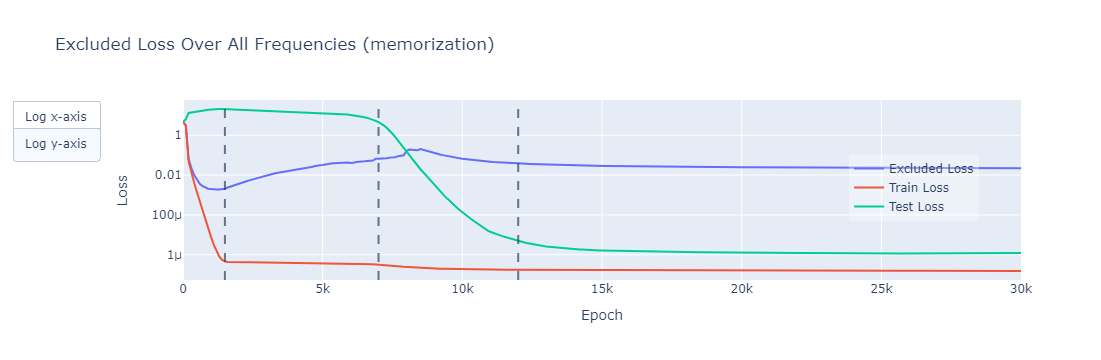 Excluded Loss Over All Frequencies (memorization)
Log x-axis
Log y-axis
Loss
1
0.01
100μ
1μ
0
5k
10k
15k
20k
25k
30k
Epoch
Excluded Loss
Train Loss
Test Loss